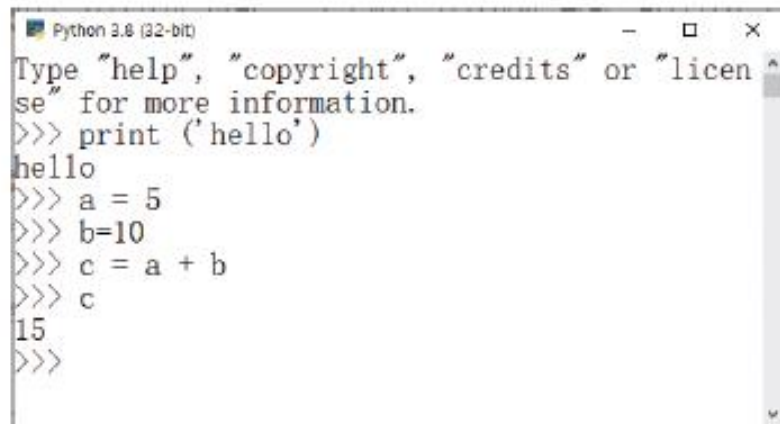 Python 3.8 (32-bit)
Type "help", "copyright", "credits" or "licen
se" for more information.
>>> print ('hello')
hello
>>> a = 5
>>> b=10
>>> c = a + b
>>> c
15
>>>